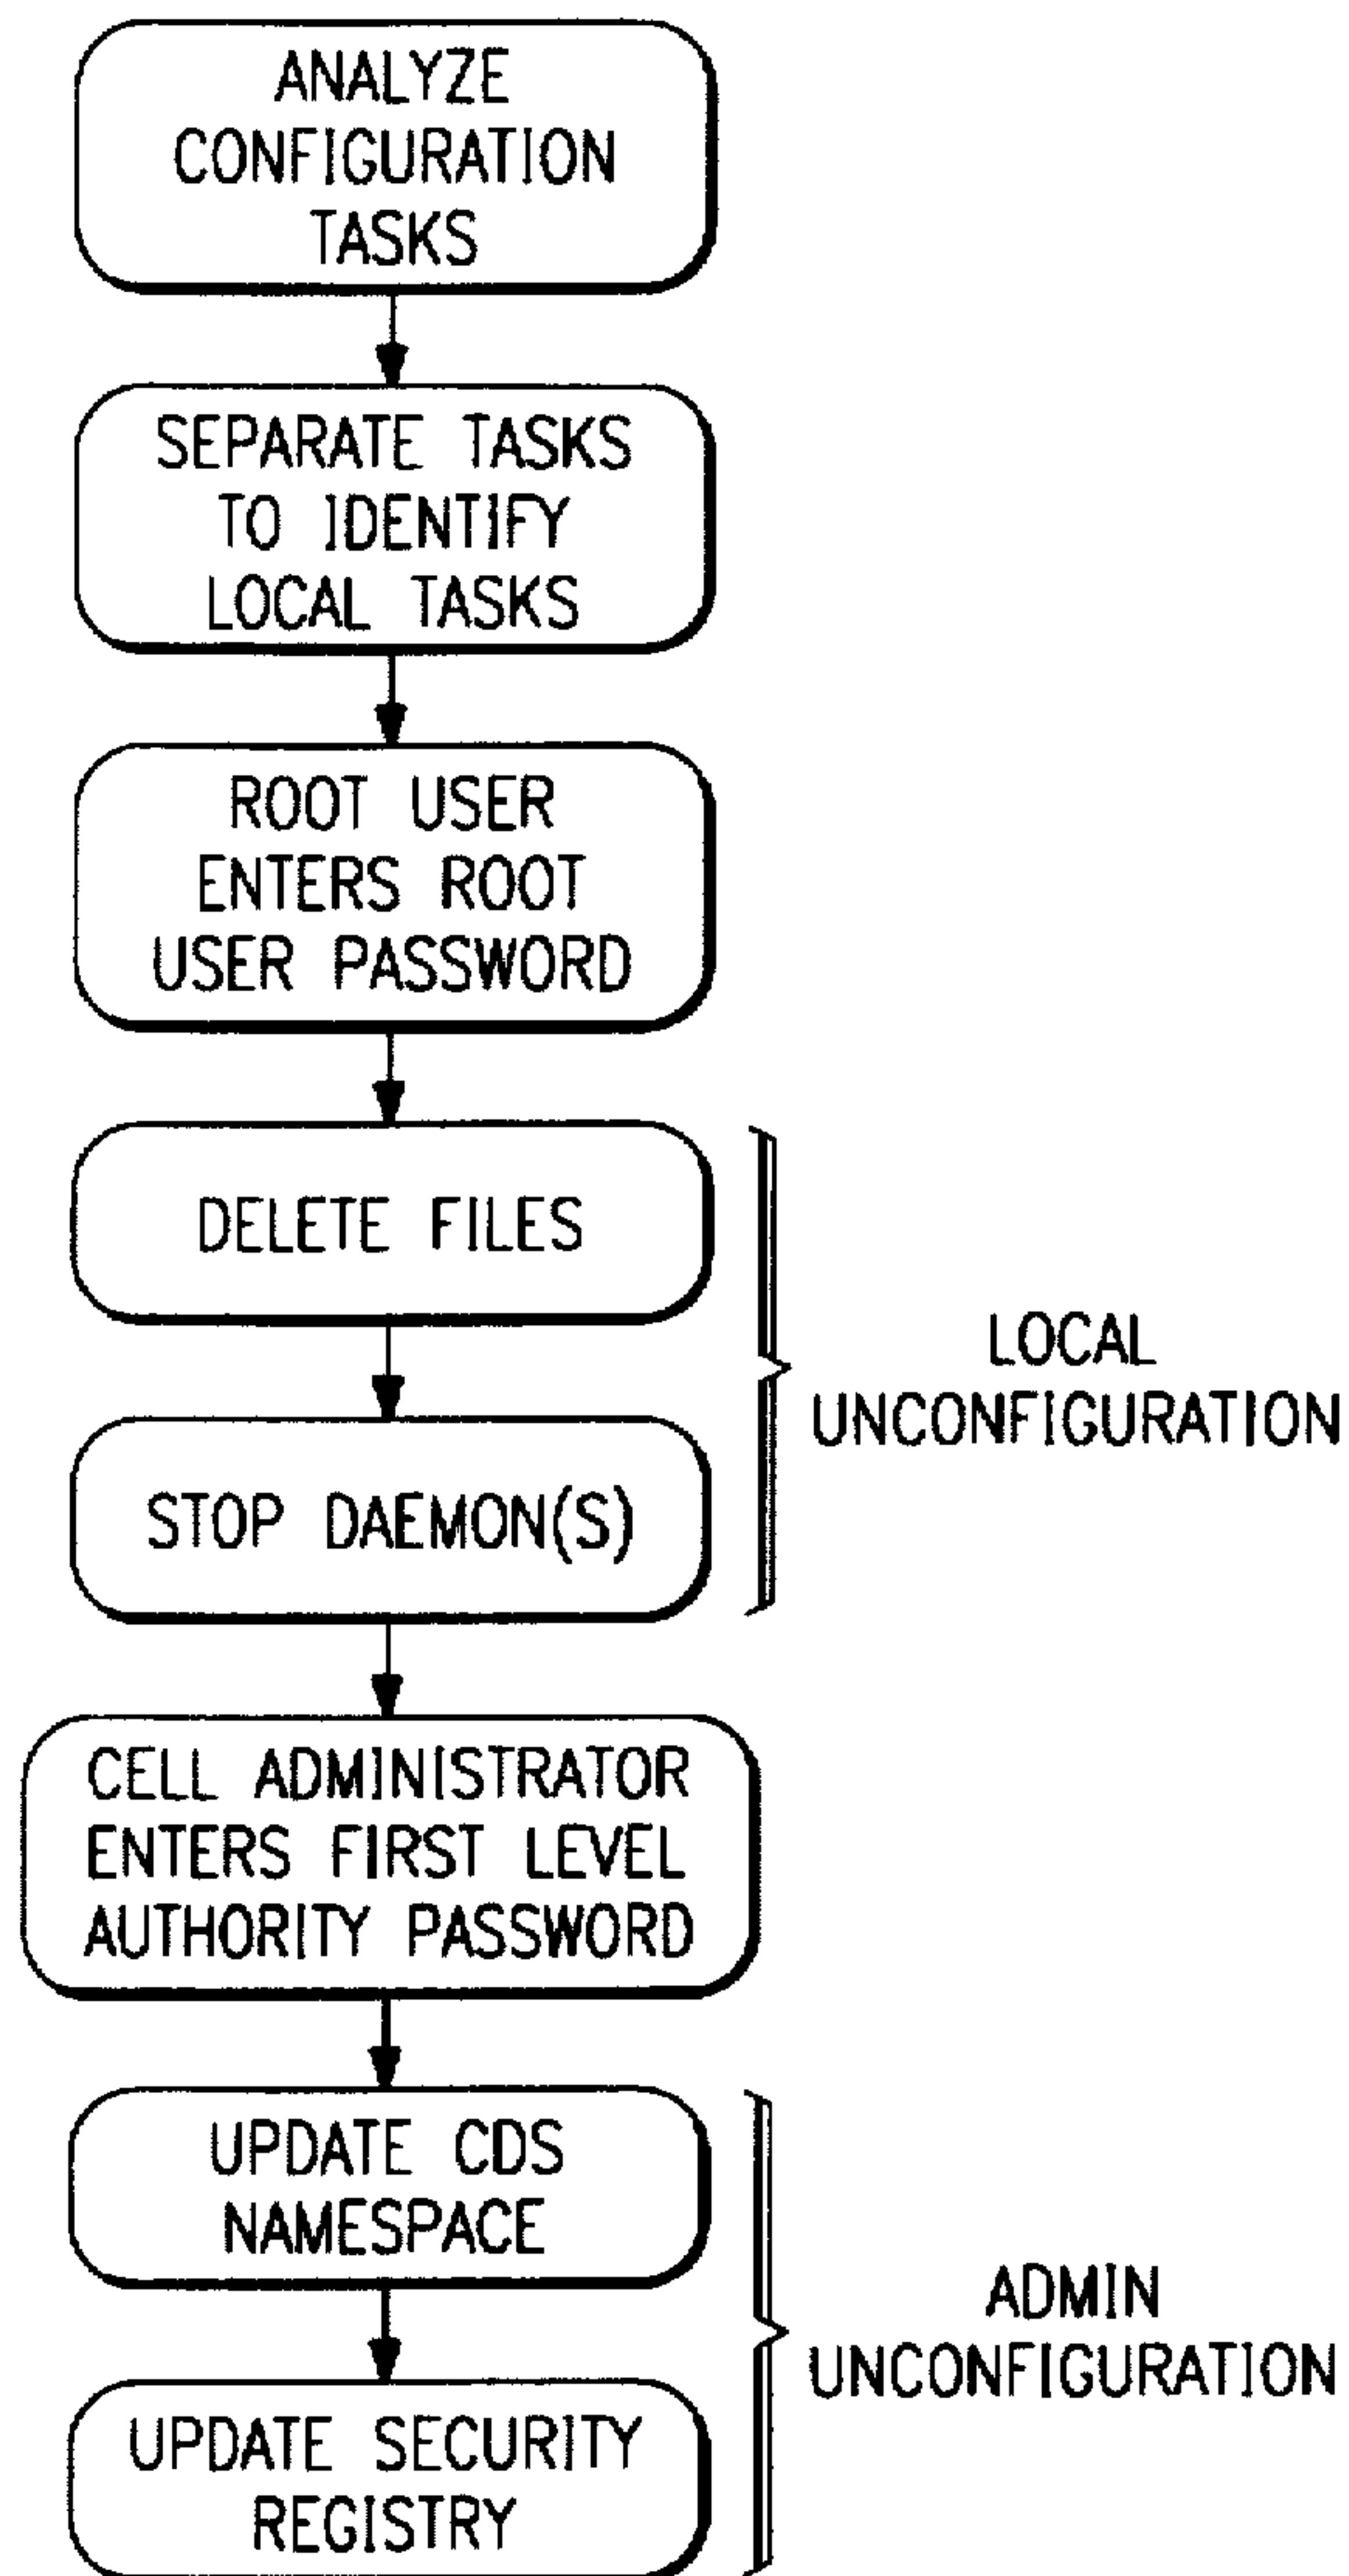 ANALYZE
CONFIGURATION
TASKS
SEPARATE TASKS
TO IDENTIFY
LOCAL TASKS
ROOT USER
ENTERS ROOT
USER PASSWORD
DELETE FILES
STOP DAEMON(S)
LOCAL
UNCONFIGURATION
CELL ADMINISTRATOR
ENTERS FIRST LEVEL
AUTHORITY PASSWORD
UPDATE CDS
NAMESPACE
UPDATE SECURITY
REGISTRY
ADMIN
UNCONFIGURATION